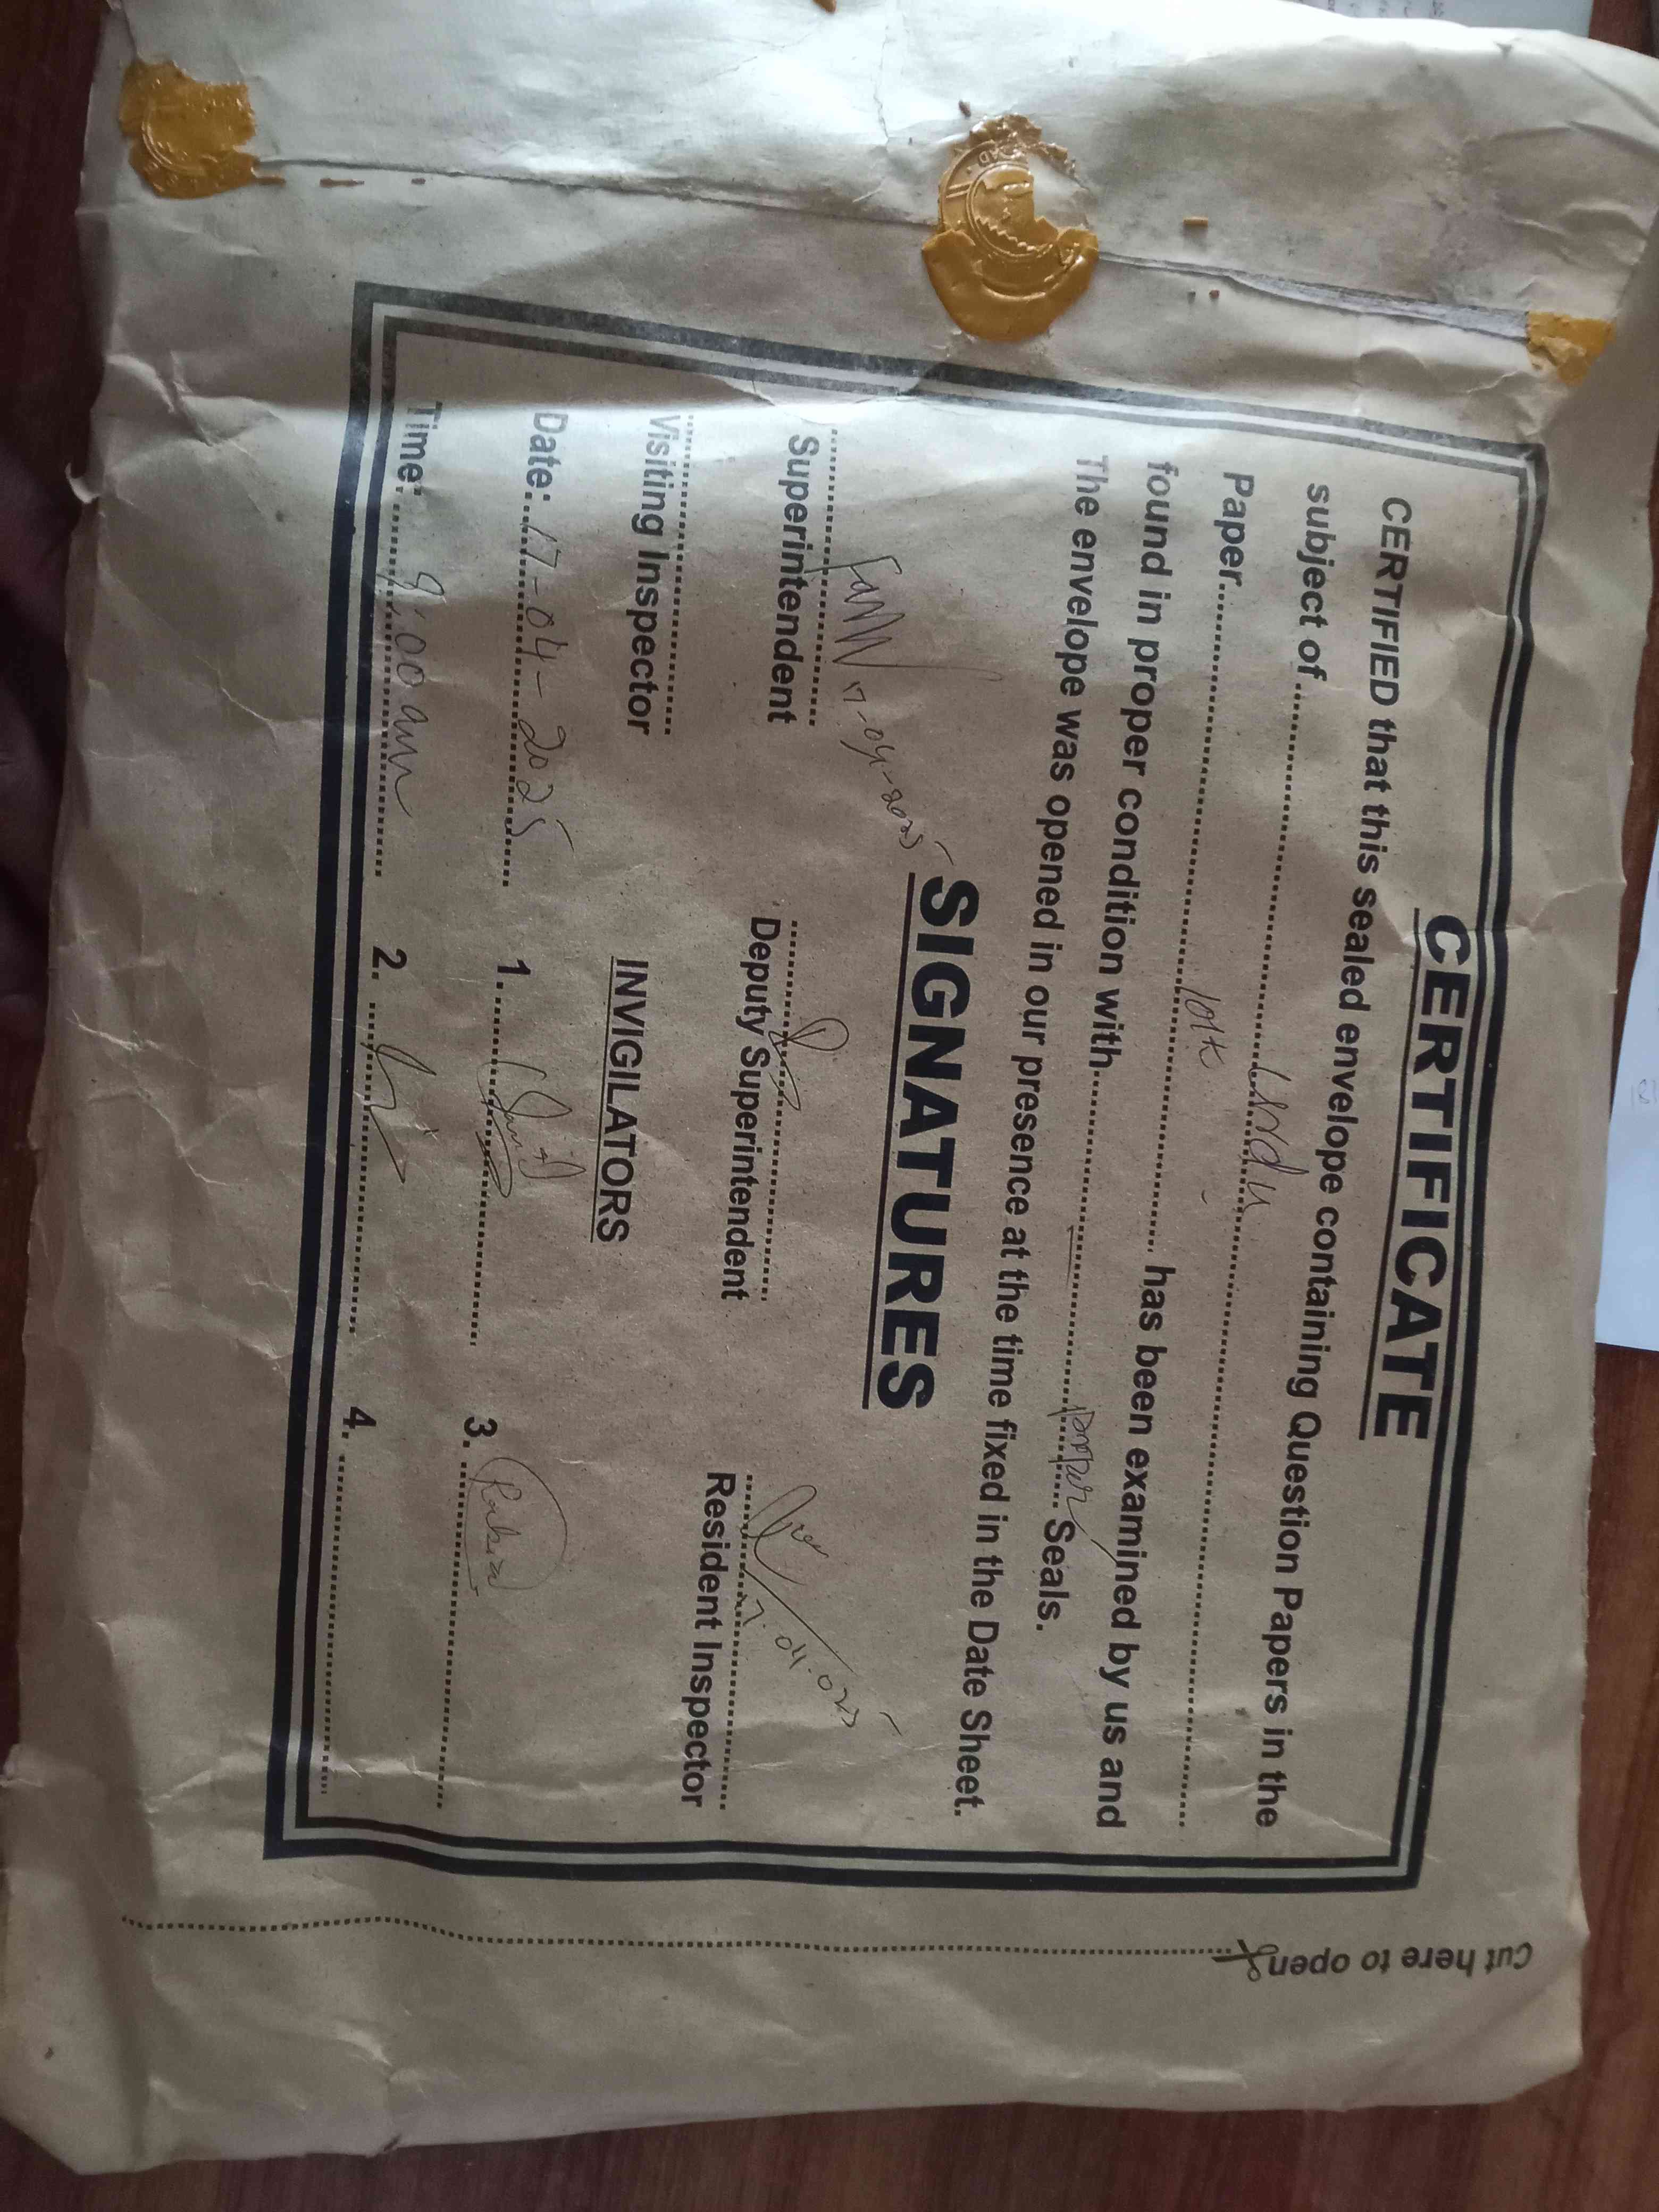 CERTIFICATE
CERTIFIED that this sealed envelope containing Question Papers in the
subject of Urdu
Paper 10th
found in proper condition with has been examined by us and
The envelope was opened in our presence at the time fixed in the Date Sheet. proper Seals.
SIGNATURES
17-04-2025
17.04.025
Superintendent Deputy Superintendent Resident Inspector
Visiting Inspector INVIGILATORS
Date: 17-04-2025 1. 3. Rabia
Time: 9:00 am 2. 4.
Cut here to open